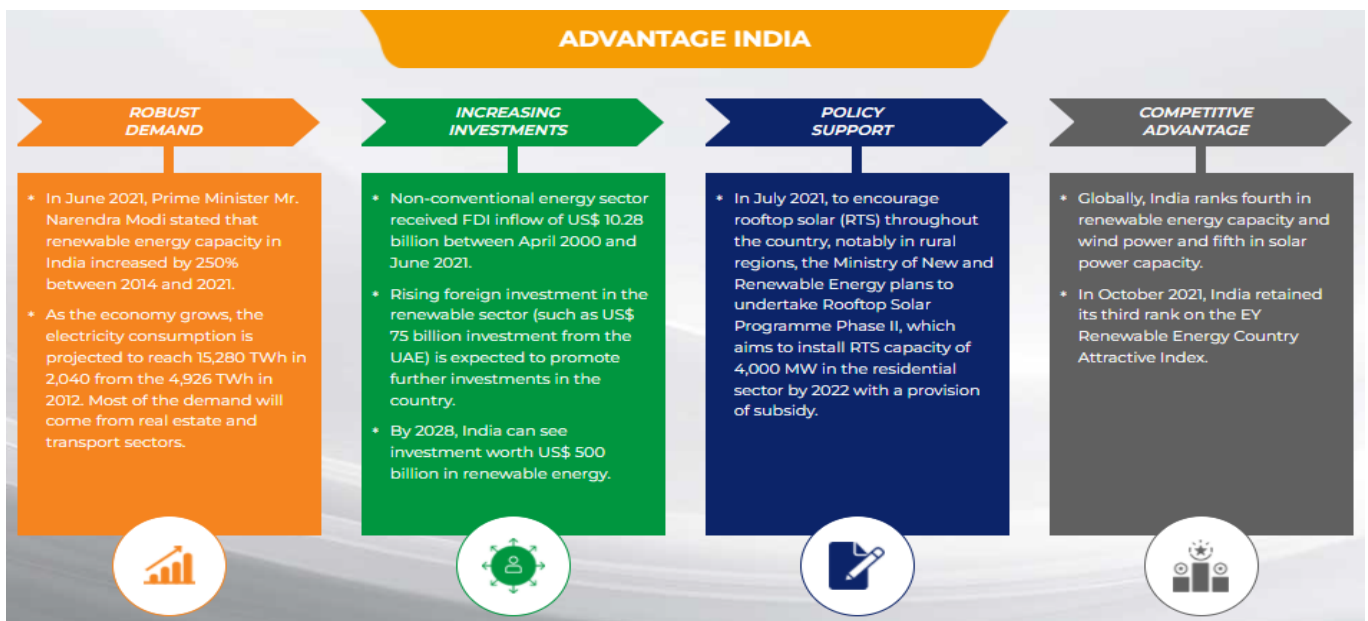 ADVANTAGE INDIA
ROBUST
DEMAND
* In June 2021, Prime Minister Mr.
Narendra Modi stated that
renewable energy capacity in
India increased by 250%
between 2014 and 2021.
* As the economy grows, the
electricity consumption is
projected to reach 15,280 TWh in
2,040 from the 4,926 TWh in
2012. Most of the demand will
come from real estate and
transport sectors.
INCREASING
INVESTMENTS
* Non-conventional energy sector
received FDI inflow of US$ 10.28
billion between April 2000 and
June 2021.
* Rising foreign investment in the
renewable sector (such as US$
75 billion investment from the
UAE) is expected to promote
further investments in the
country.
* By 2028, India can see
investment worth US$ 500
billion in renewable energy.
POLICY
SUPPORT
* In July 2021, to encourage
rooftop solar (RTS) throughout
the country, notably in rural
regions, the Ministry of New and
Renewable Energy plans to
undertake Rooftop Solar
Programme Phase II, which
aims to install RTS capacity of
4,000 MW in the residential
sector by 2022 with a provision
of subsidy.
COMPETITIVE
ADVANTAGE
* Globally, India ranks fourth in
renewable energy capacity and
wind power and fifth in solar
power capacity.
* In October 2021, India retained
its third rank on the EY
Renewable Energy Country
Attractive Index.